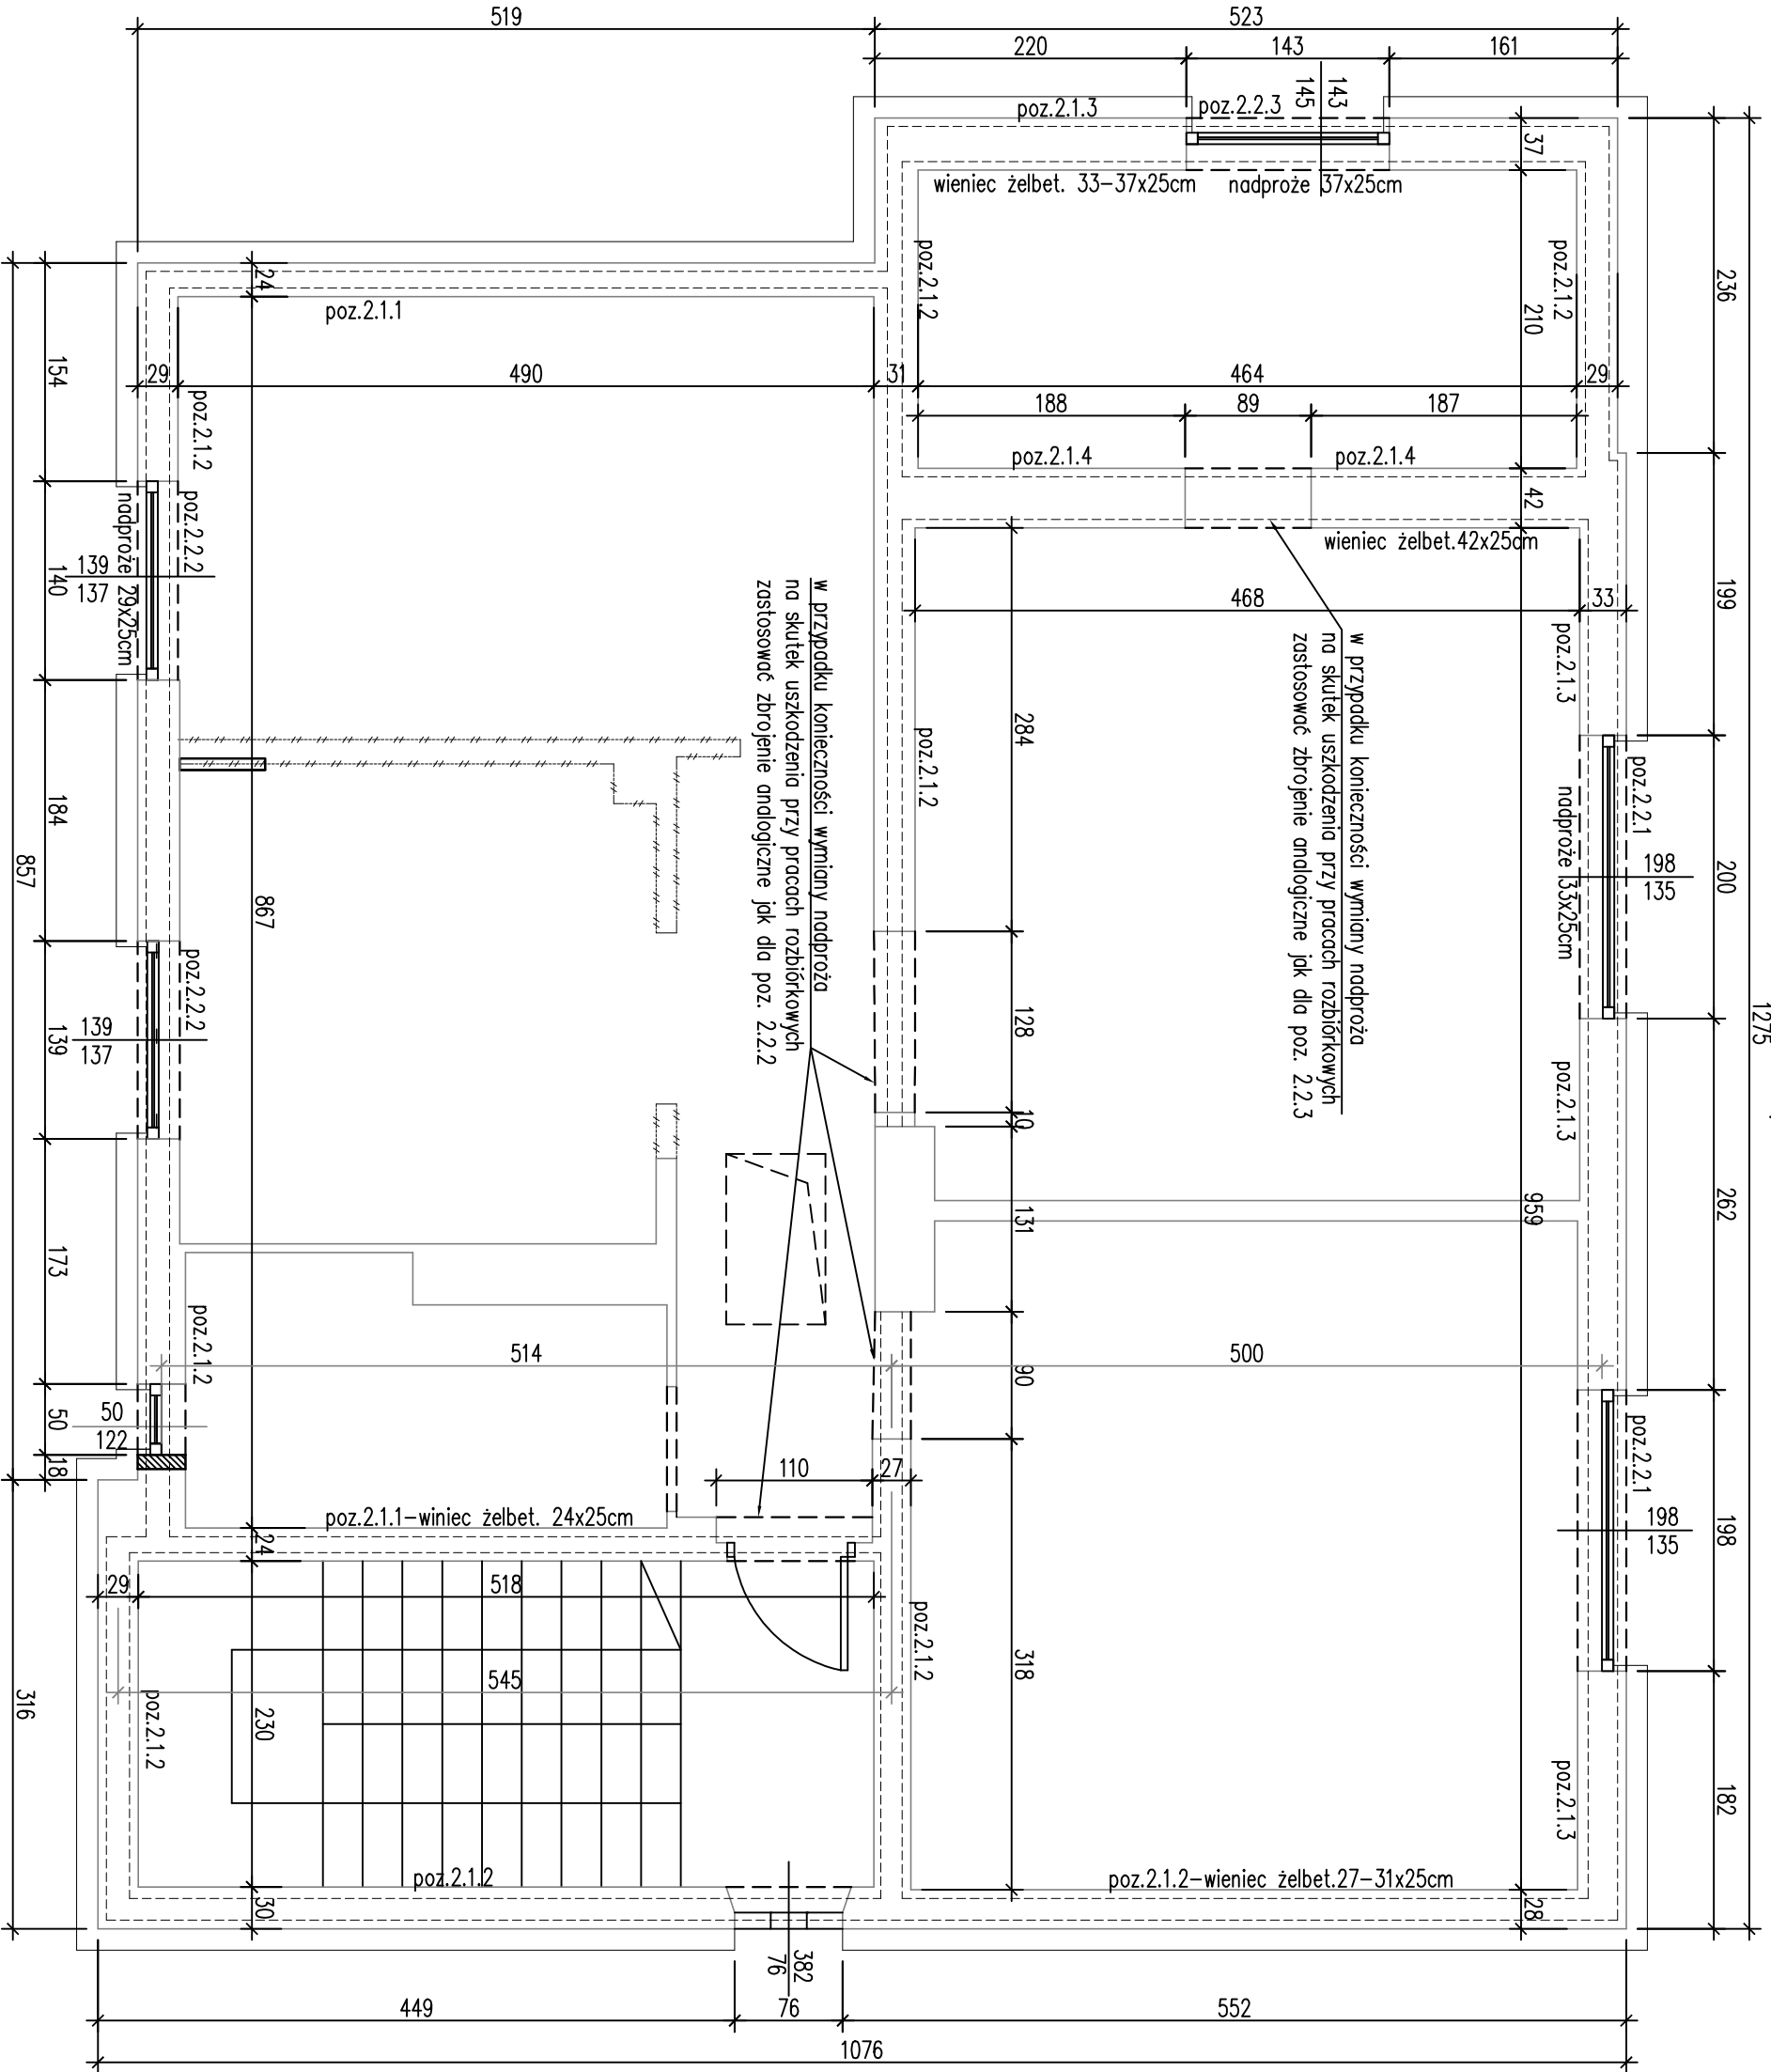 519
523
220
143
161
poz.2.1.3
poz.2.2.3
143
145
37
wieniec żelbet. 33-37x25cm
nadproże 37x25cm
poz.2.1.2
poz.2.1.2
236
24
210
poz.2.1.1
1275
154
29
490
31
464
29
188
89
187
poz.2.1.2
poz.2.1.4
poz.2.1.4
42
wieniec żelbet.42x25cm
poz.2.2.2
nadproże 29x25cm
139
137
140
468
33
199
w przypadku konieczności wymiany nadproża
na skutek uszkodzenia przy pracach rozbiórkowych
zastosować zbrojenie analogiczne jak dla poz. 2.2.2
w przypadku konieczności wymiany nadproża
na skutek uszkodzenia przy pracach rozbiórkowych
zastosować zbrojenie analogiczne jak dla poz. 2.2.3
poz.2.1.3
284
poz.2.1.2
poz.2.2.1
nadproże 33x25cm
198
135
200
184
857
867
poz.2.2.2
139
137
139
128
10
poz.2.1.3
131
959
262
173
poz.2.1.2
514
500
90
50
50
122
18
poz.2.2.1
198
135
198
110
27
poz.2.1.1-winiec żelbet. 24x25cm
24
29
518
poz.2.1.2
318
545
230
poz.2.1.2
316
poz.2.1.3
182
poz.2.1.2
poz.2.1.2-wieniec żelbet.27-31x25cm
30
28
382
76
449
76
552
1076